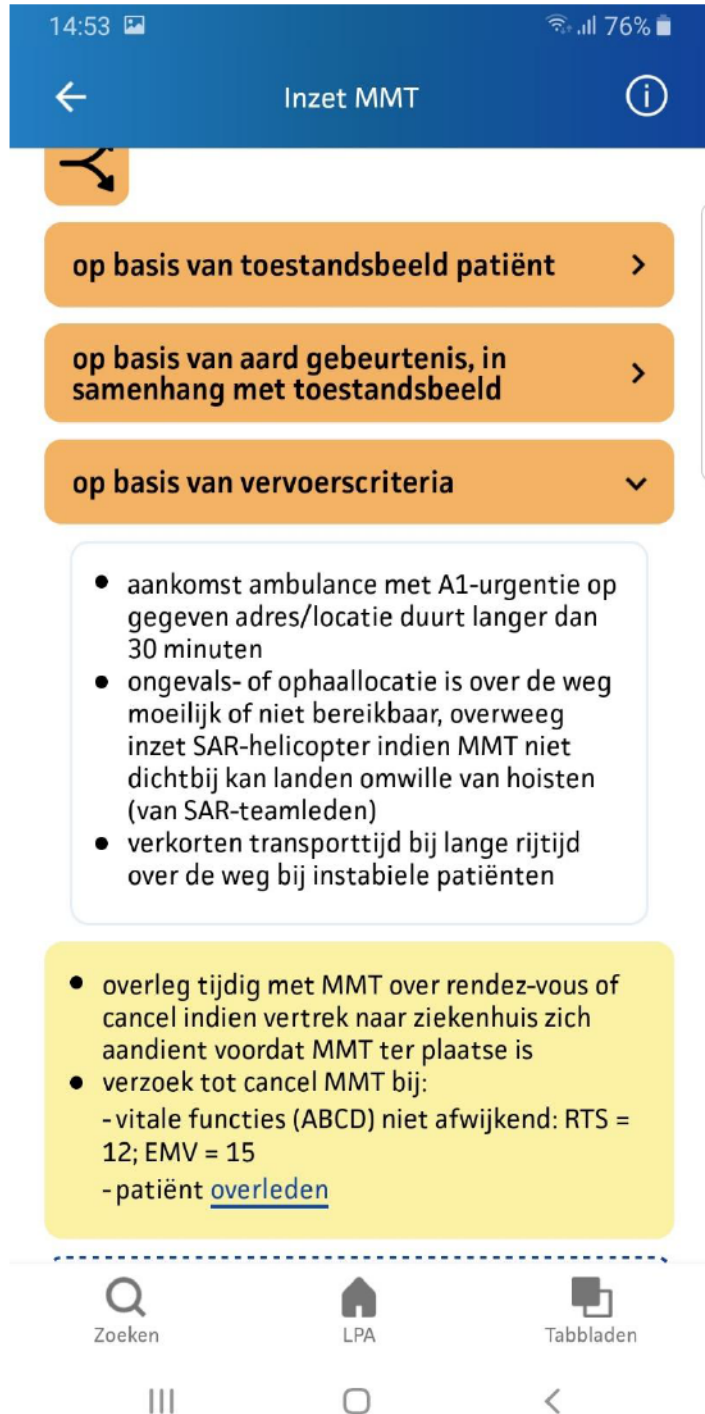 14:53 76%
Inzet MMT
op basis van toestandsbeeld patiënt
op basis van aard gebeurtenis, in
samenhang met toestandsbeeld
op basis van vervoerscriteria
• aankomst ambulance met A1-urgentie op
gegeven adres/locatie duurt langer dan
30 minuten
• ongevals- of ophaallocatie is over de weg
moeilijk of niet bereikbaar, overweeg
inzet SAR-helicopter indien MMT niet
dichtbij kan landen omwille van hoisten
(van SAR-teamleden)
• verkorten transporttijd bij lange rijtijd
over de weg bij instabiele patiënten
• overleg tijdig met MMT over rendez-vous of
cancel indien vertrek naar ziekenhuis zich
aandient voordat MMT ter plaatse is
• verzoek tot cancel MMT bij:
- vitale functies (ABCD) niet afwijkend: RTS =
12; EMV = 15
- patiënt overleden
Zoeken LPA Tabbladen